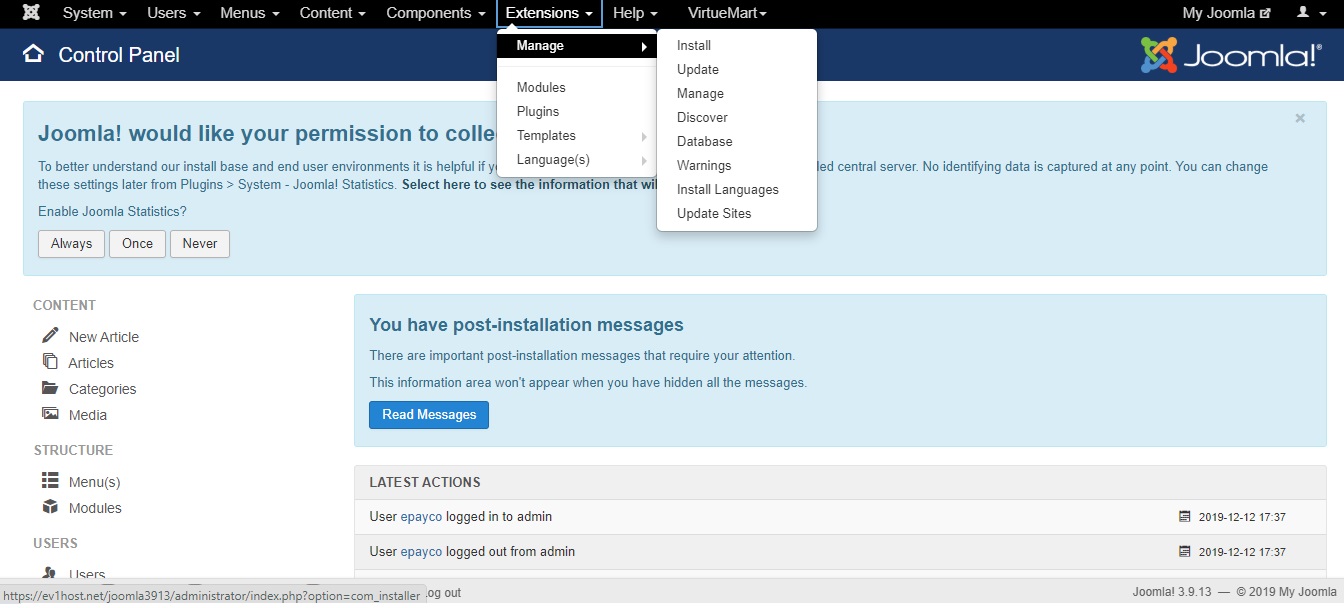 System Users Menus Content Components Extensions Help VirtueMart My Joomla
Control Panel
Joomla!®
Manage
Modules
Plugins
Templates
Language(s)
Install
Update
Manage
Discover
Database
Warnings
Install Languages
Update Sites
Joomla! would like your permission to colle
To better understand our install base and end user environments it is helpful if yo led central server. No identifying data is captured at any point. You can change
these settings later from Plugins > System - Joomla! Statistics. Select here to see the information that wil
Enable Joomla Statistics?
Always Once Never
CONTENT
New Article
Articles
Categories
Media
STRUCTURE
Menu(s)
Modules
USERS
Users
You have post-installation messages
There are important post-installation messages that require your attention.
This information area won't appear when you have hidden all the messages.
Read Messages
LATEST ACTIONS
User epayco logged in to admin 2019-12-12 17:37
User epayco logged out from admin 2019-12-12 17:37
https://ev1host.net/joomla3913/administrator/index.php?option=com_installer og out Joomla! 3.9.13 — © 2019 My Joomla